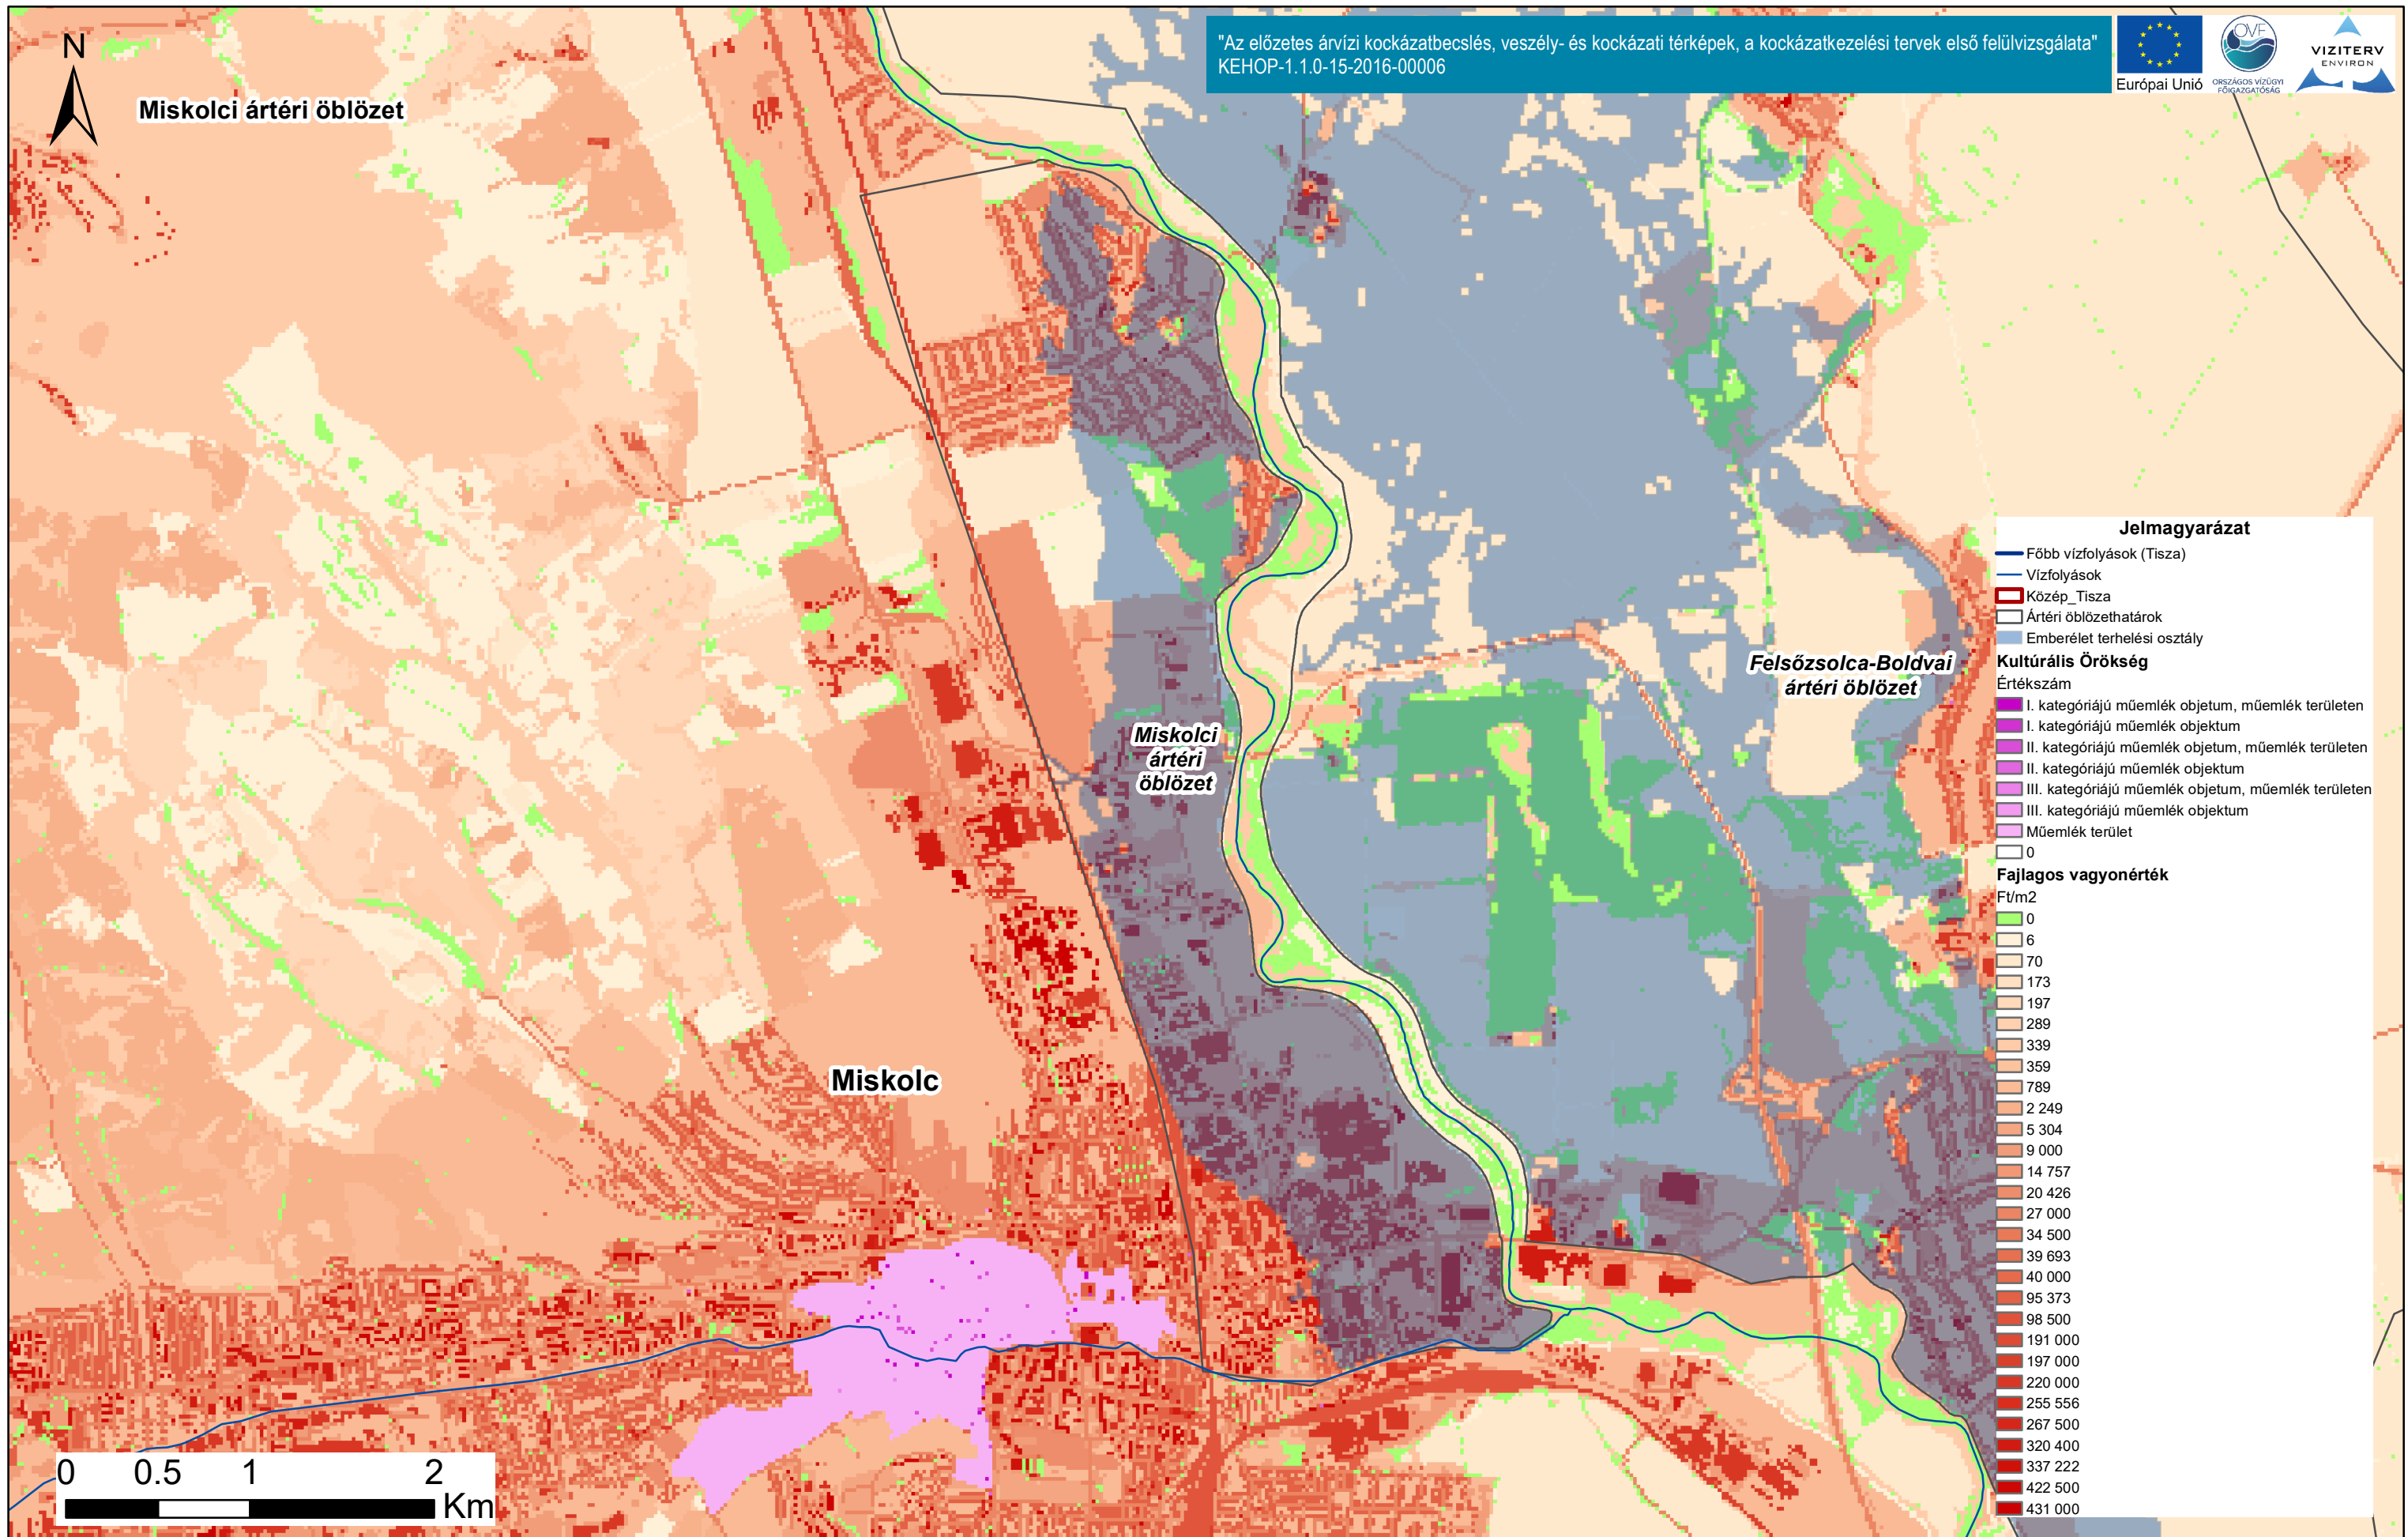 "Az előzetes árvízi kockázatbecslés, veszély- és kockázati térképek, a kockázatkezelési tervek első felülvizsgálata"
KEHOP-1.1.0-15-2016-00006
Európai Unió
OVF
ORSZÁGOS VÍZÜGYI
FŐIGAZGATÓSÁG
VIZITERV
ENVIRON
N
Miskolci ártéri öblözet
Felsőzsolca-Boldvai
ártéri öblözet
Miskolci
ártéri
öblözet
Miskolc
Jelmagyarázat
Főbb vízfolyások (Tisza)
Vízfolyások
Közép_Tisza
Ártéri öblözethatárok
Emberélet terhelési osztály
Kultúrális Örökség
Értékszám
I. kategóriájú műemlék objetum, műemlék területen
I. kategóriájú műemlék objektum
II. kategóriájú műemlék objetum, műemlék területen
II. kategóriájú műemlék objektum
III. kategóriájú műemlék objetum, műemlék területen
III. kategóriájú műemlék objektum
Műemlék terület
0
Fajlagos vagyonérték
Ft/m2
0
6
70
173
197
289
339
359
789
2 249
5 304
9 000
14 757
20 426
27 000
34 500
39 693
40 000
95 373
98 500
191 000
197 000
220 000
255 556
267 500
320 400
337 222
422 500
431 000
0 0.5 1 2
Km